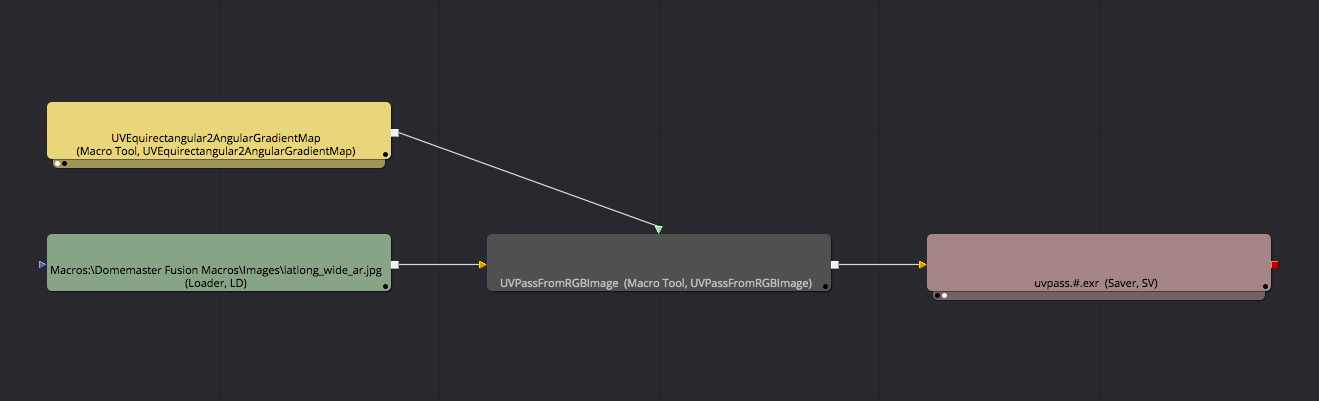 UVEquirectangular2AngularGradientMap
(Macro Tool, UVEquirectangular2AngularGradientMap)
Macros:\Domemaster Fusion Macros\Images\latlong_wide_ar.jpg
(Loader, LD)
UVPassFromRGBImage (Macro Tool, UVPassFromRGBImage)
uvpass.#.exr (Saver, SV)